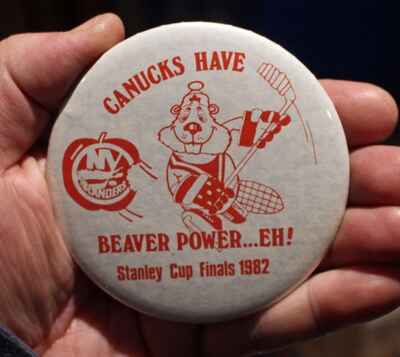 CANUCKS HAVE
NY
ISLANDERS
BEAVER POWER...EH!
Stanley Cup Finals 1982